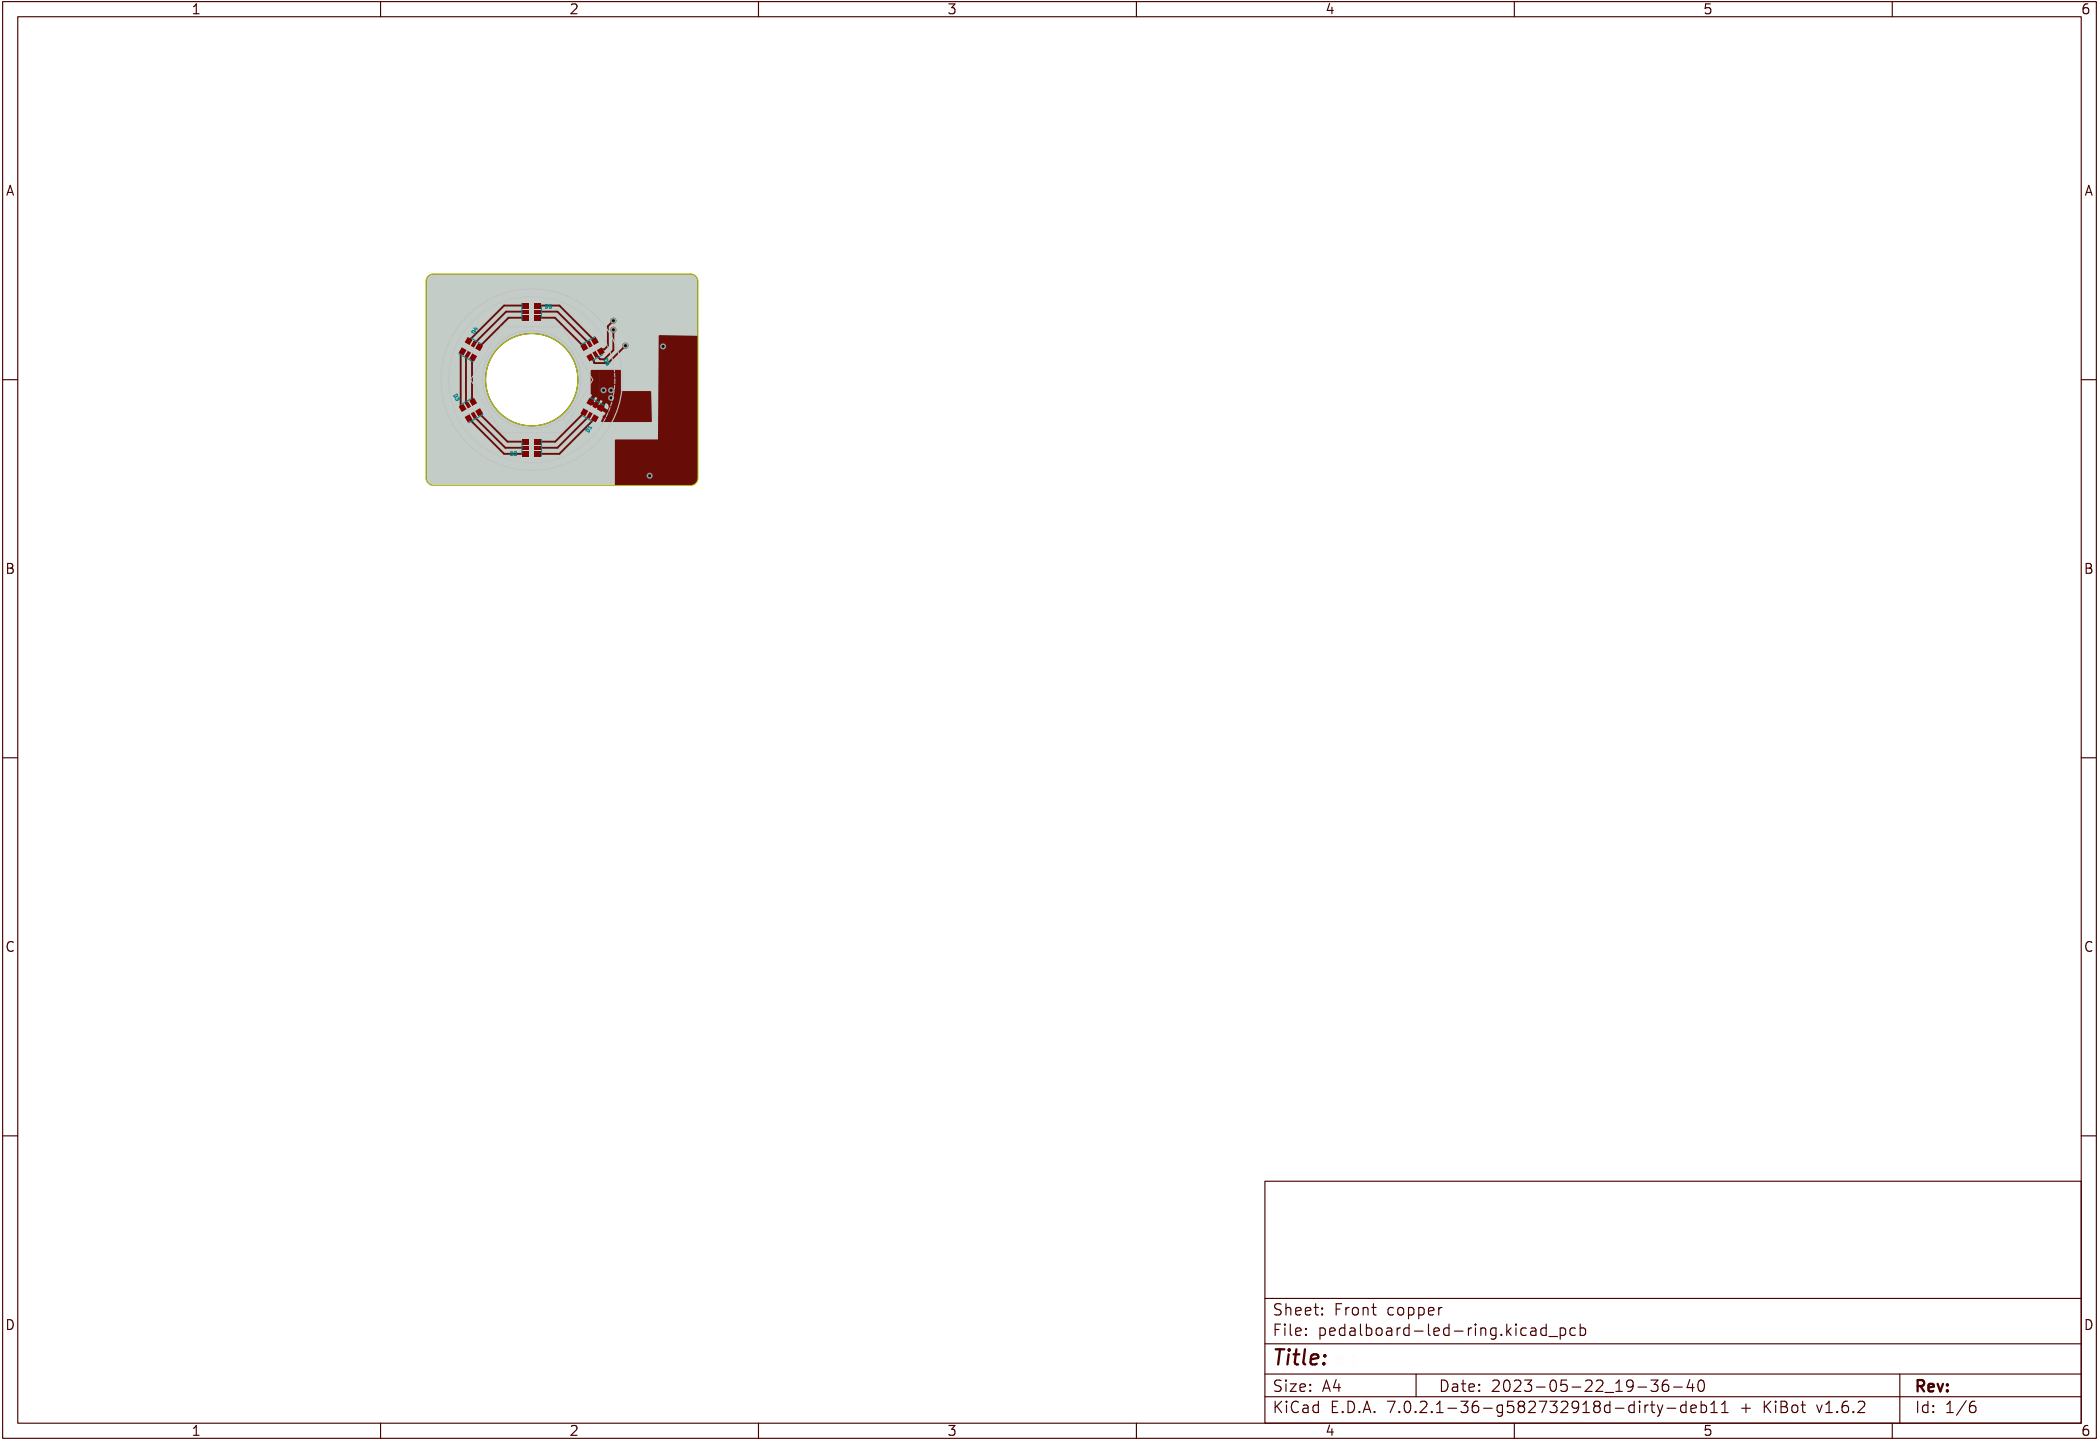 1 2 3 4 5 6
A A
B B
C C
D D
Sheet: Front copper
File: pedalboard-led-ring.kicad_pcb
Title:
Size: A4 Date: 2023-05-22_19-36-40 Rev:
KiCad E.D.A. 7.0.2.1-36-g582732918d-dirty-deb11 + KiBot v1.6.2 Id: 1/6
1 2 3 4 5 6